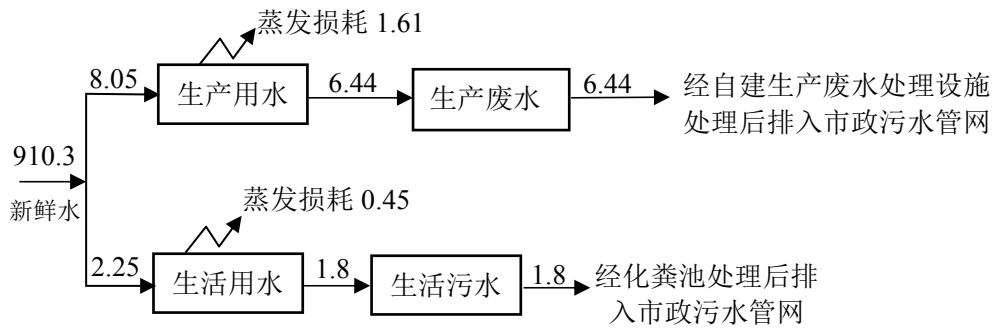 蒸发损耗 1.61
8.05
生产用水
6.44
生产废水
6.44
经自建生产废水处理设施
处理后排入市政污水管网
910.3
新鲜水
蒸发损耗 0.45
2.25
生活用水
1.8
生活污水
1.8
经化粪池处理后排
入市政污水管网